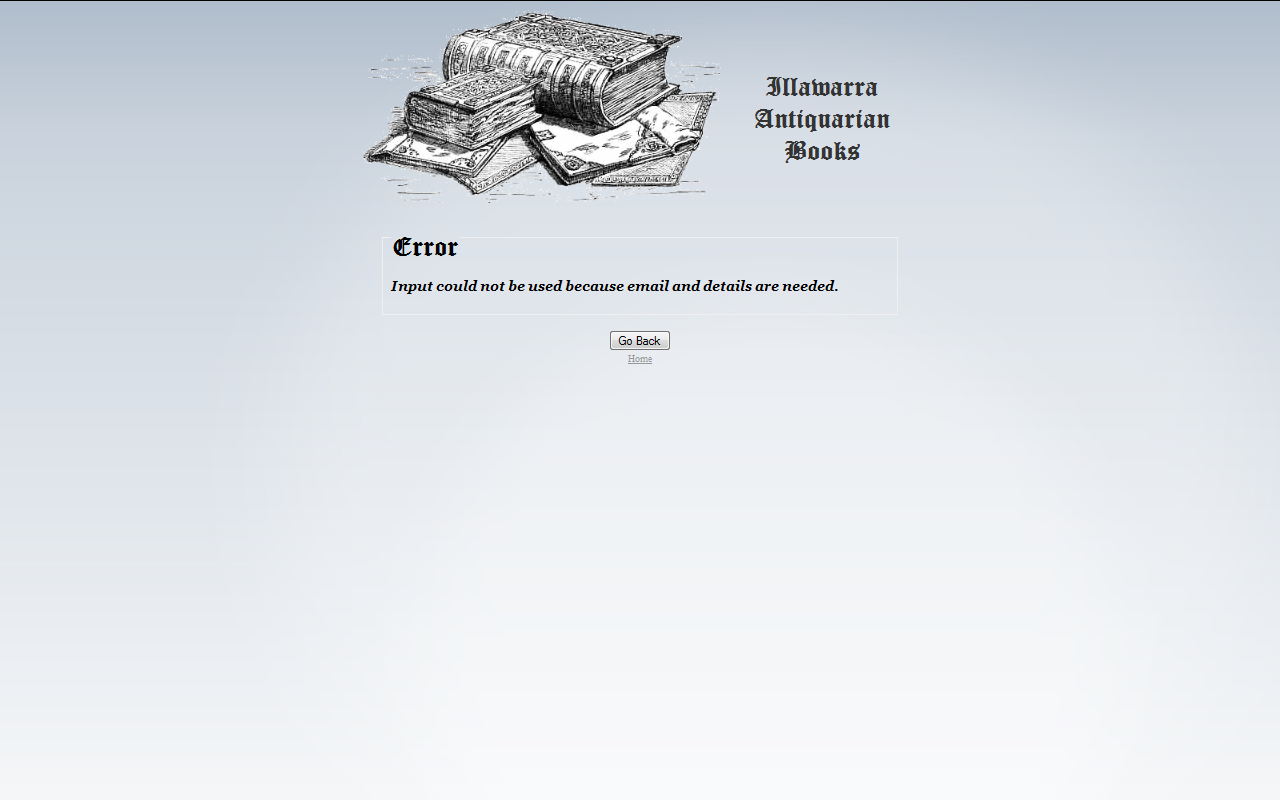 Illawarra
Antiquarian
Books
Error
Input could not be used because email and details are needed.
Go Back
Home